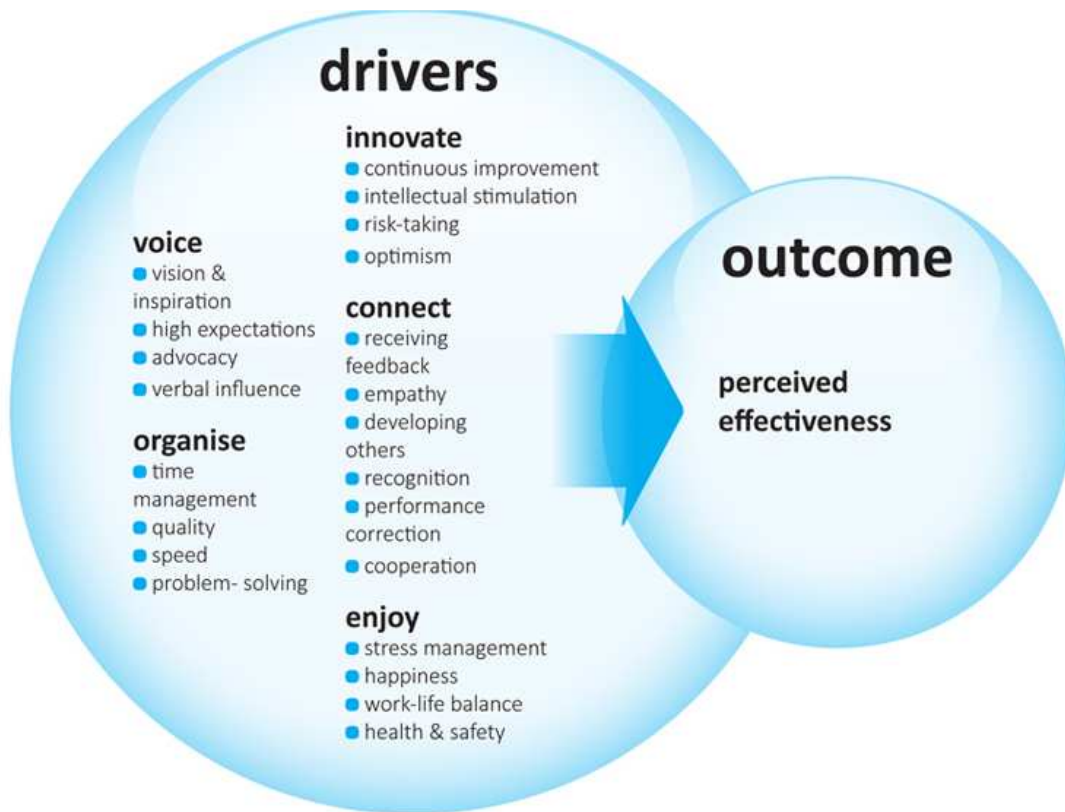 drivers
voice
vision &
inspiration
high expectations
advocacy
verbal influence
organise
time
management
quality
speed
problem- solving
innovate
continuous improvement
intellectual stimulation
risk-taking
optimism
connect
receiving
feedback
empathy
developing
others
recognition
performance
correction
cooperation
enjoy
stress management
happiness
work-life balance
health & safety
outcome
perceived
effectiveness